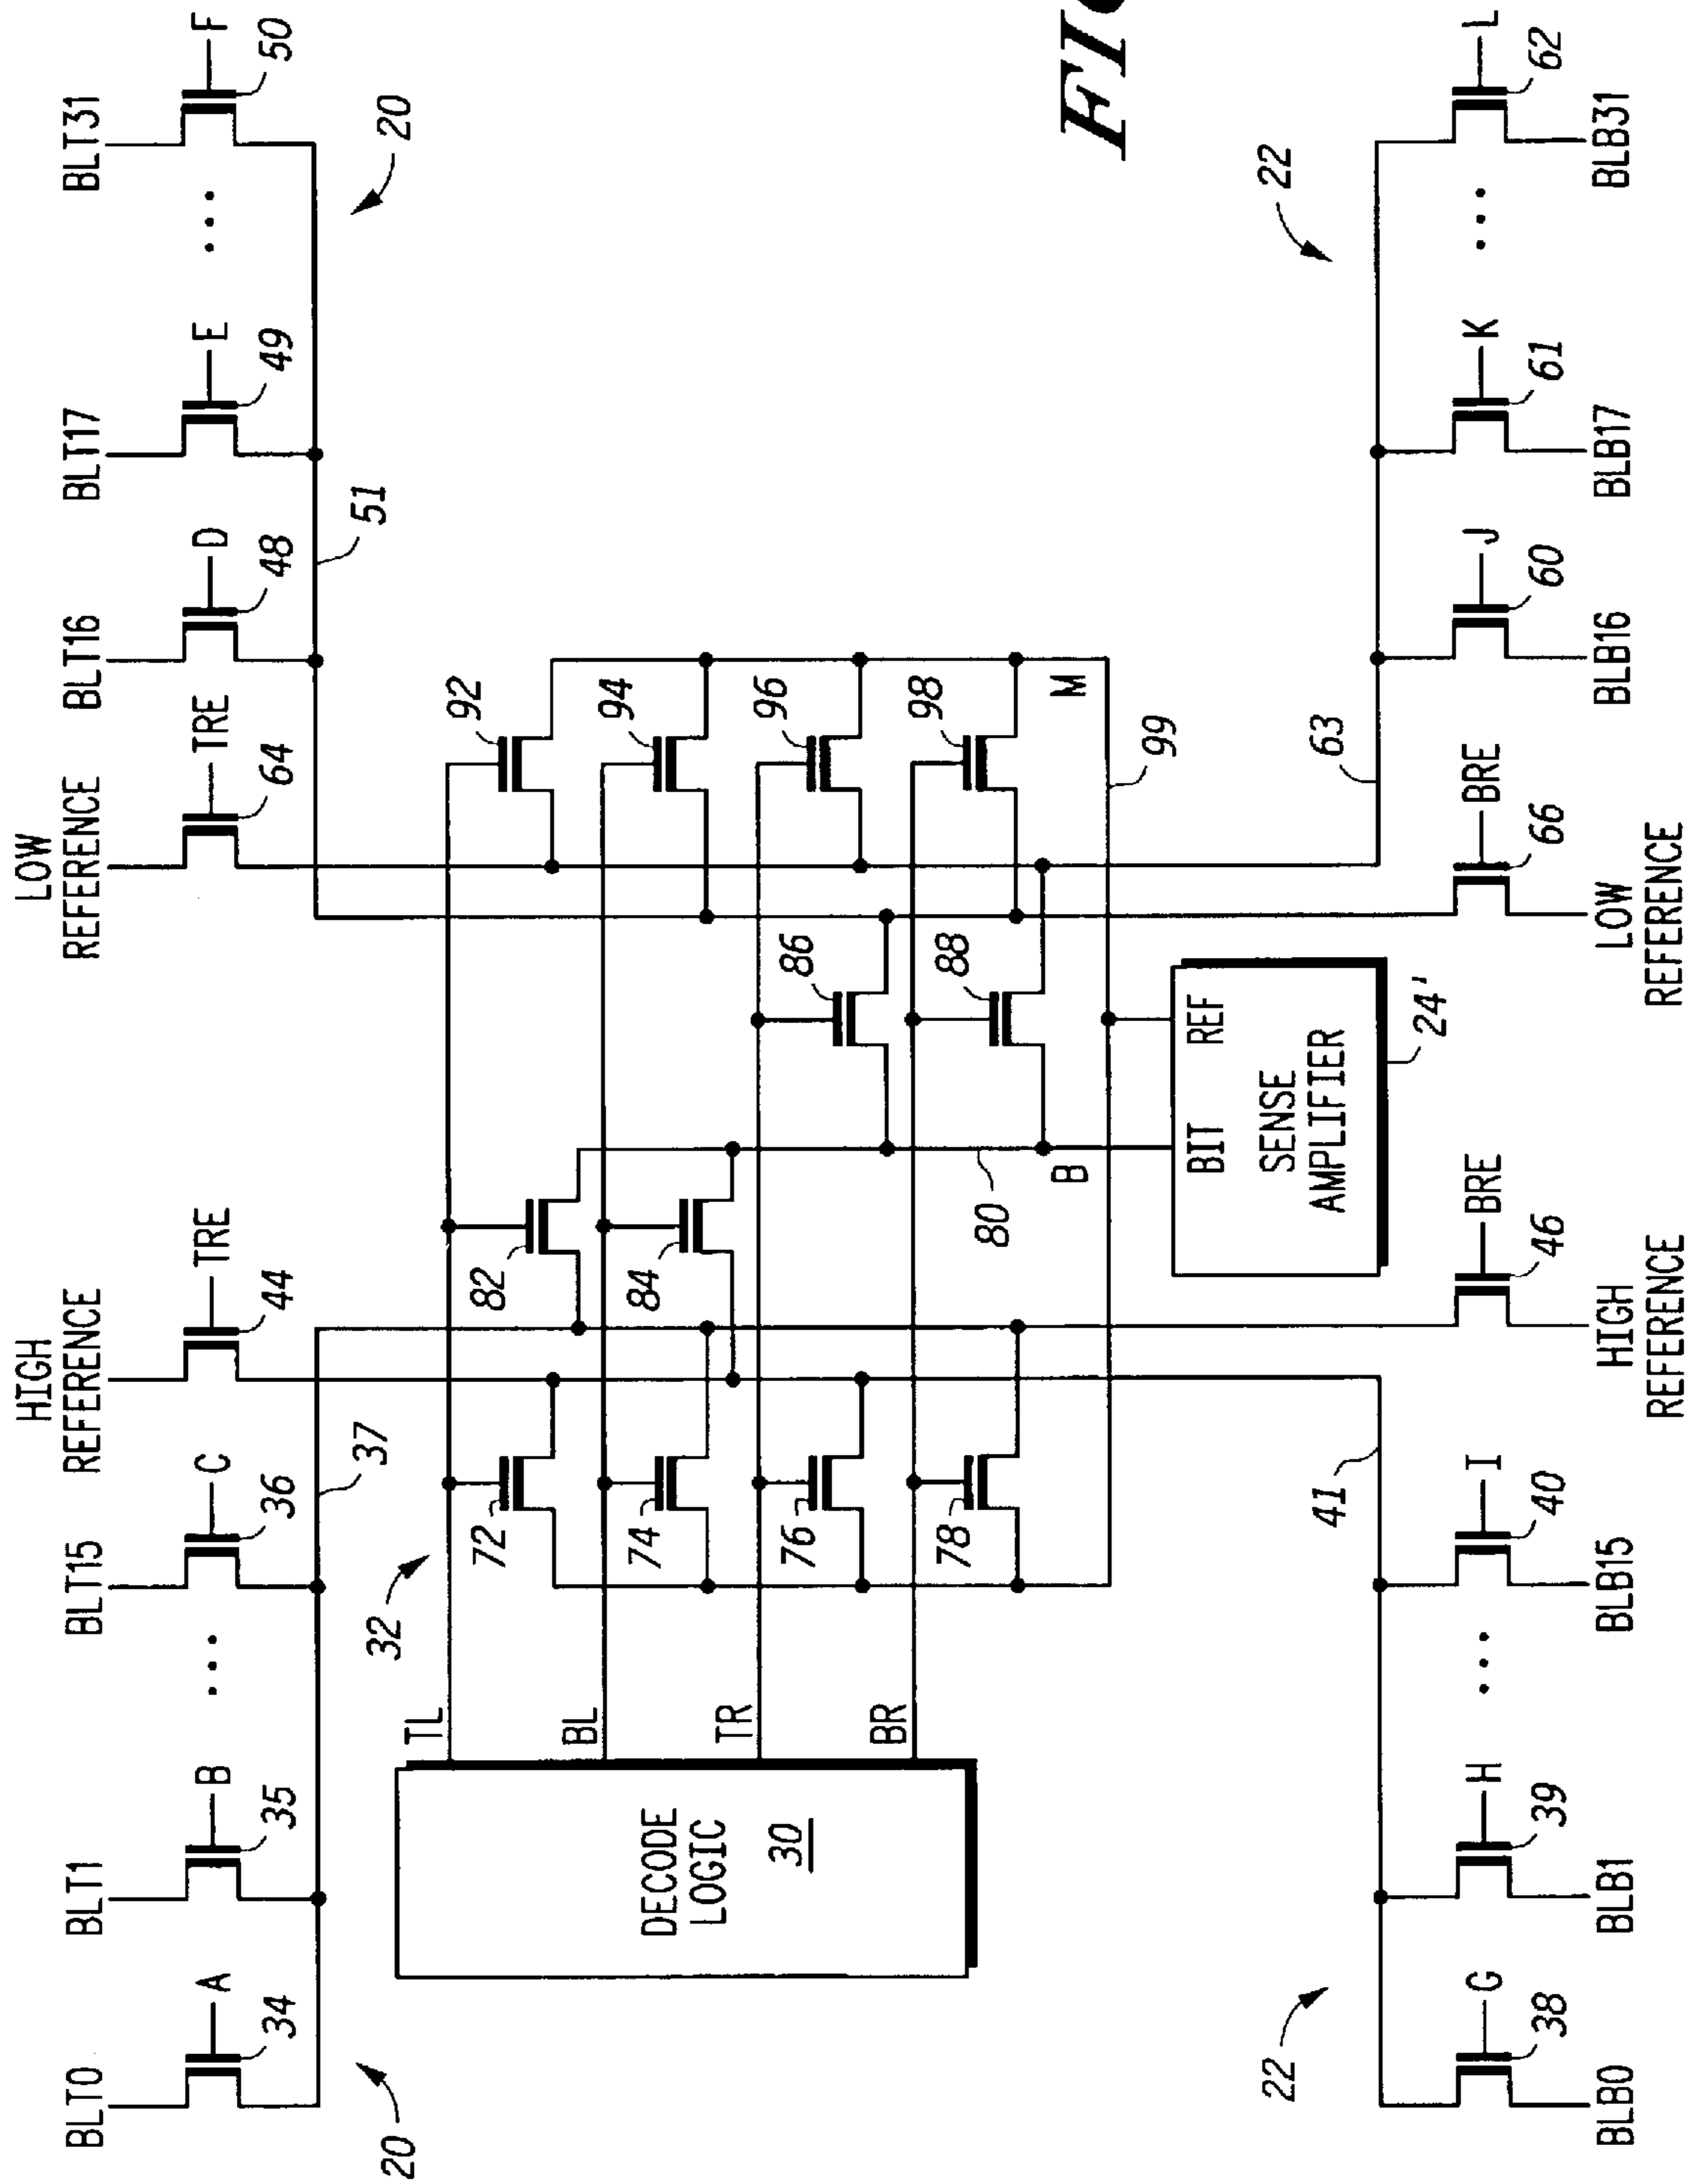 BLT0
BLT1
BLT15
HIGH
REFERENCE
LOW
REFERENCE
BLT16
BLT17
BLT31
A
B
C
TRE
TRE
D
E
F
34
35
36
44
64
48
49
50
...
...
20
37
51
20
32
TL
BL
TR
BR
DECODE
LOGIC
30
72
74
76
78
82
84
86
88
92
94
96
98
80
B
M
99
BIT
REF
SENSE
AMPLIFIER
24'
22
41
63
22
G
H
I
BRE
BRE
J
K
L
38
39
40
46
66
60
61
62
...
...
BLB0
BLB1
BLB15
HIGH
REFERENCE
LOW
REFERENCE
BLB16
BLB17
BLB31